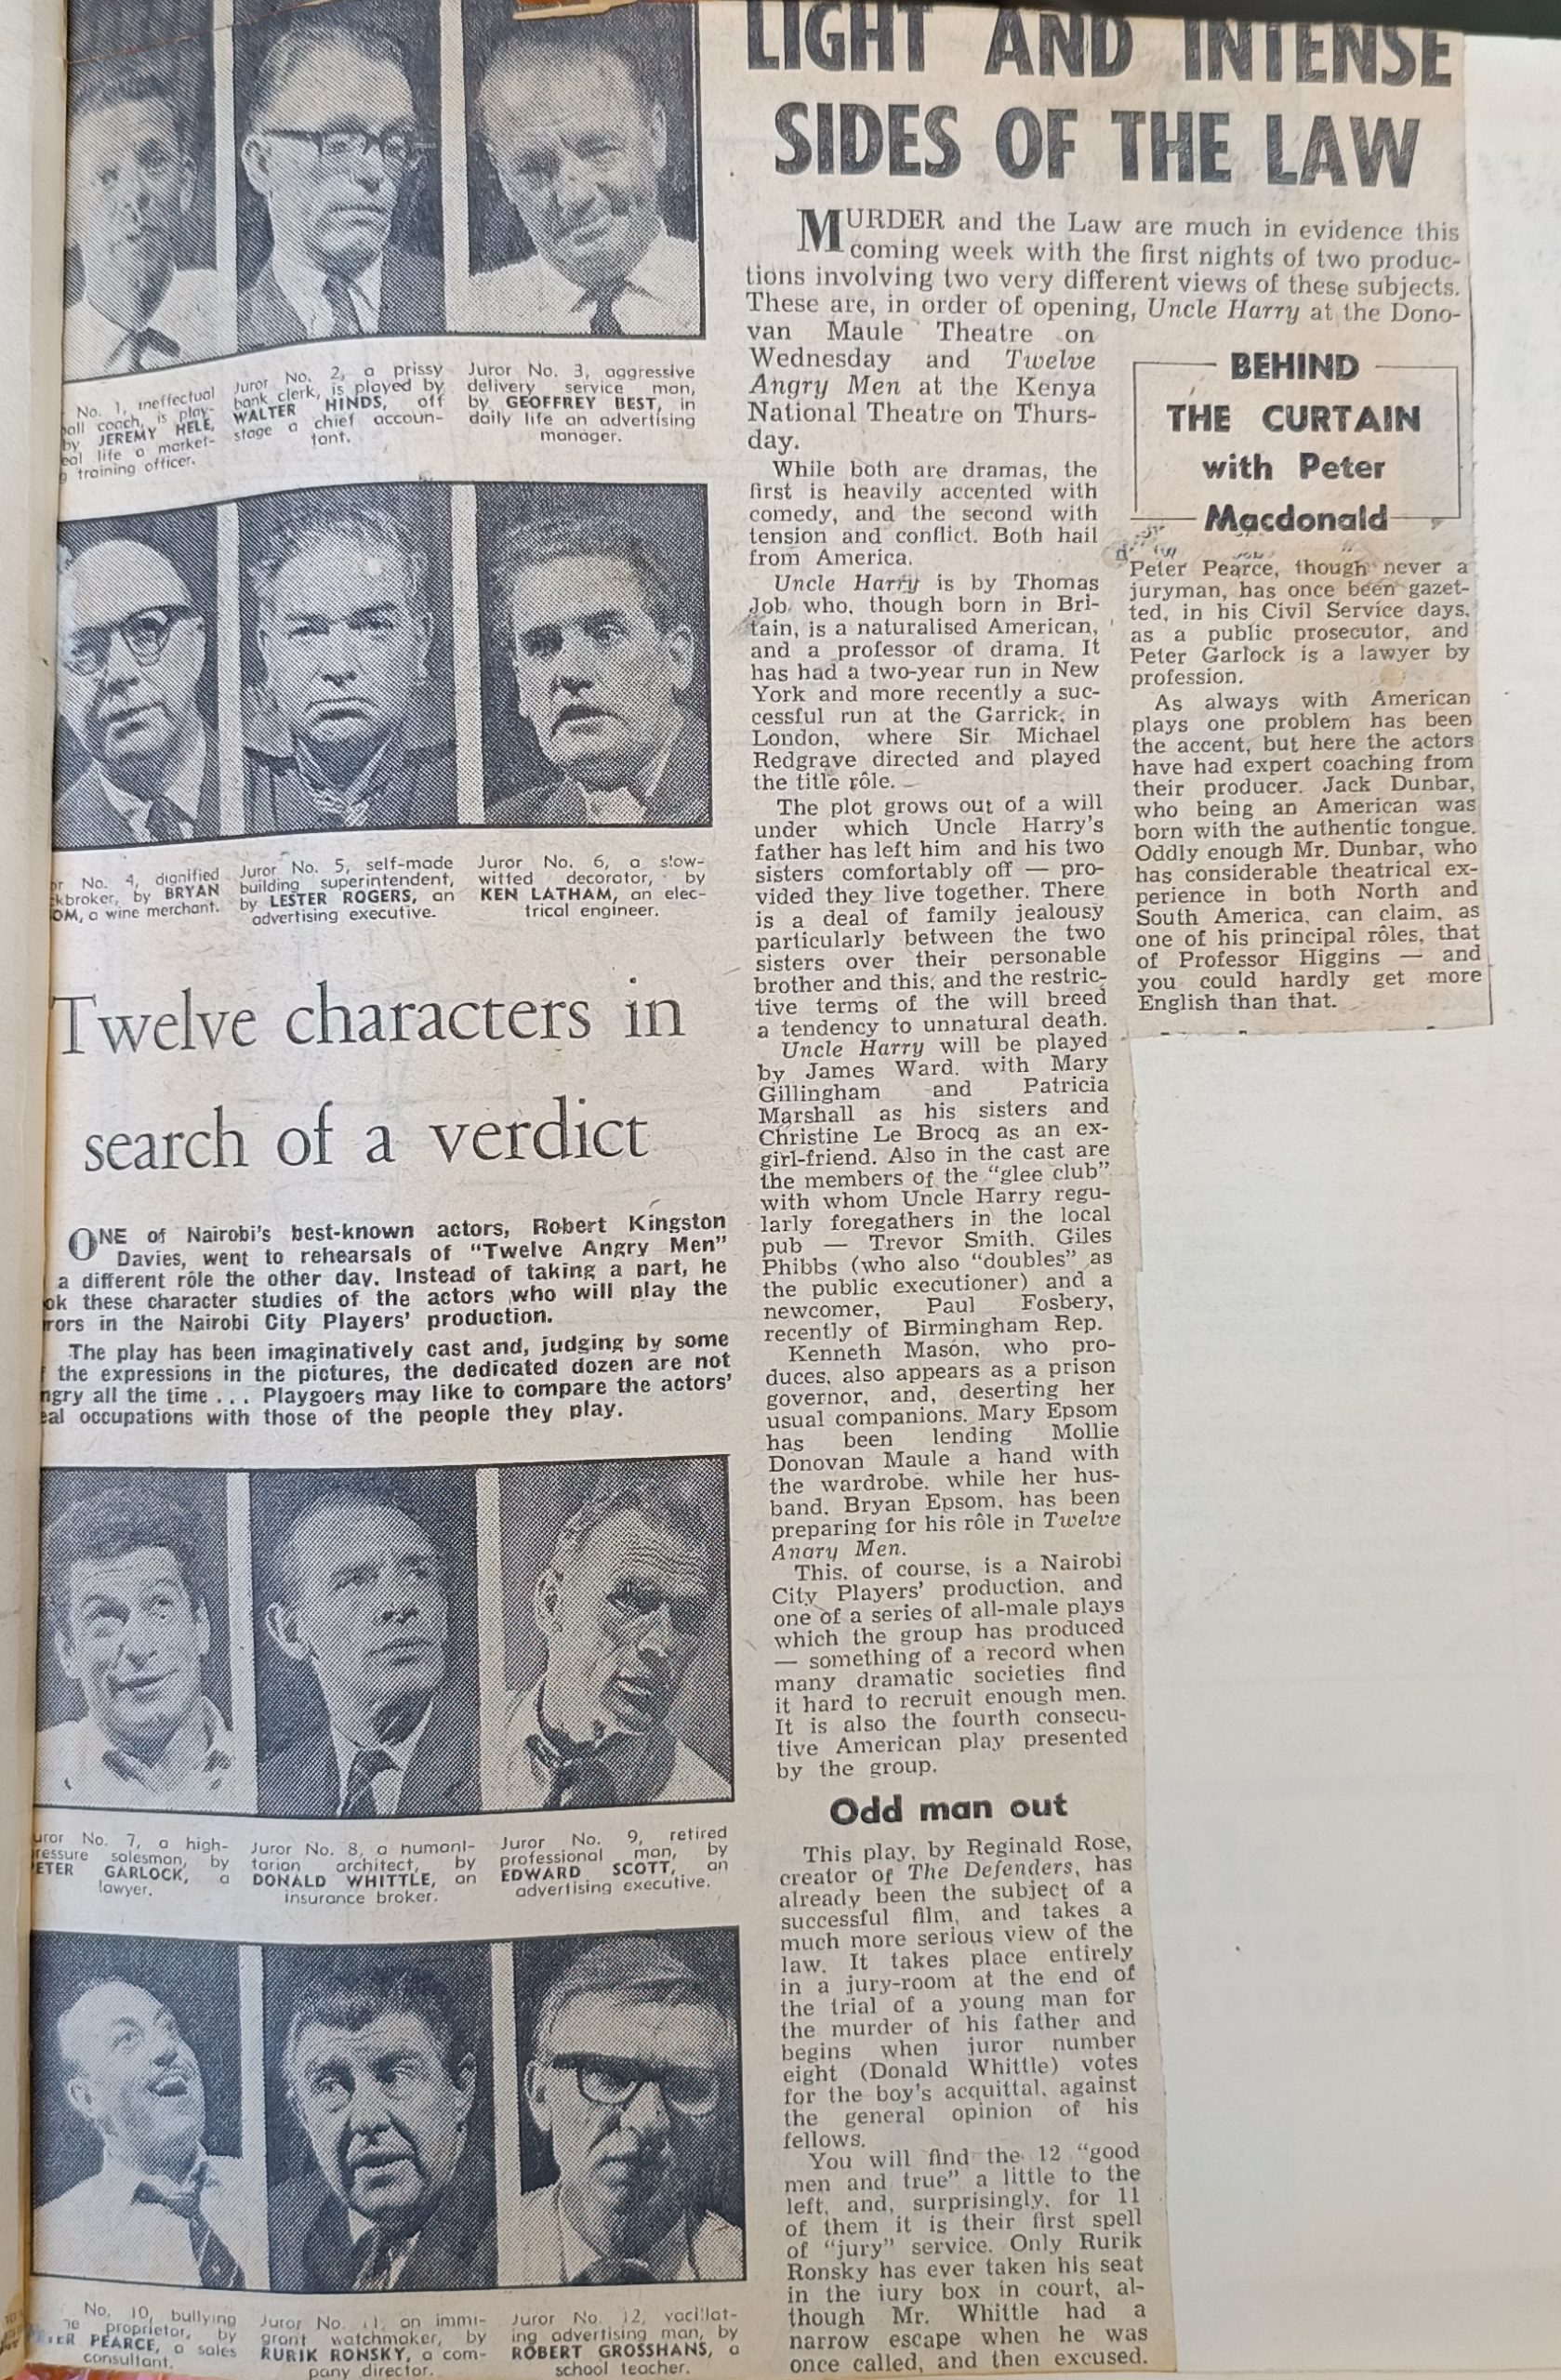 No. 1, ineffectual
ball coach, is play-
by JEREMY HELE,
eal life a market-
g training officer.
Juror No. 2, a prissy
bank clerk, is played by
WALTER HINDS, off
stage a chief accoun-
tant.
Juror No. 3, aggressive
delivery service man,
by GEOFFREY BEST, in
daily life an advertising
manager.
or No. 4, dignified
kbroker, by BRYAN
OM, a wine merchant.
Juror No. 5, self-made
building superintendent,
by LESTER ROGERS, an
advertising executive.
Juror No. 6, a slow-
witted decorator, by
KEN LATHAM, an elec-
trical engineer.
Twelve characters in
search of a verdict
ONE of Nairobi's best-known actors, Robert Kingston
Davies, went to rehearsals of "Twelve Angry Men"
a different rôle the other day. Instead of taking a part, he
ok these character studies of the actors who will play the
rors in the Nairobi City Players' production.
The play has been imaginatively cast and, judging by some
f the expressions in the pictures, the dedicated dozen are not
ngry all the time . . . Playgoers may like to compare the actors'
eal occupations with those of the people they play.
uror No. 7, a high-
ressure salesman, by
ETER GARLOCK, a
lawyer.
Juror No. 8, a humani-
tarian architect, by
DONALD WHITTLE, an
insurance broker.
Juror No. 9, retired
professional man, by
EDWARD SCOTT, an
advertising executive.
No. 10, bullying
proprietor, by
PEARCE, a sales
consultant.
Juror No. 11, an immi-
grant watchmaker, by
RURIK RONSKY, a com-
pany director.
Juror No. 12, vacillat-
ing advertising man, by
ROBERT GROSSHANS, a
school teacher.
LIGHT AND INTENSE
SIDES OF THE LAW
MURDER and the Law are much in evidence this
coming week with the first nights of two produc-
tions involving two very different views of these subjects.
These are, in order of opening, Uncle Harry at the Dono-
van Maule Theatre on
Wednesday and Twelve
Angry Men at the Kenya
National Theatre on Thurs-
day.
While both are dramas, the
first is heavily accented with
comedy, and the second with
tension and conflict. Both hail
from America.
Uncle Harry is by Thomas
Job who, though born in Bri-
tain, is a naturalised American,
and a professor of drama. It
has had a two-year run in New
York and more recently a suc-
cessful run at the Garrick, in
London, where Sir Michael
Redgrave directed and played
the title rôle.
The plot grows out of a will
under which Uncle Harry's
father has left him and his two
sisters comfortably off — pro-
vided they live together. There
is a deal of family jealousy
particularly between the two
sisters over their personable
brother and this, and the restric-
tive terms of the will breed
a tendency to unnatural death.
Uncle Harry will be played
by James Ward, with Mary
Gillingham and Patricia
Marshall as his sisters and
Christine Le Brocq as an ex-
girl-friend. Also in the cast are
the members of the "glee club"
with whom Uncle Harry regu-
larly foregathers in the local
pub — Trevor Smith, Giles
Phibbs (who also "doubles" as
the public executioner) and a
newcomer, Paul Fosbery,
recently of Birmingham Rep.
Kenneth Mason, who pro-
duces, also appears as a prison
governor, and, deserting her
usual companions, Mary Epsom
has been lending Mollie
Donovan Maule a hand with
the wardrobe, while her hus-
band, Bryan Epsom, has been
preparing for his rôle in Twelve
Angry Men.
This, of course, is a Nairobi
City Players' production, and
one of a series of all-male plays
which the group has produced
— something of a record when
many dramatic societies find
it hard to recruit enough men.
It is also the fourth consecu-
tive American play presented
by the group.
Odd man out
This play, by Reginald Rose,
creator of The Defenders, has
already been the subject of a
successful film, and takes a
much more serious view of the
law. It takes place entirely
in a jury-room at the end of
the trial of a young man for
the murder of his father and
begins when juror number
eight (Donald Whittle) votes
for the boy's acquittal, against
the general opinion of his
fellows.
You will find the 12 "good
men and true" a little to the
left, and, surprisingly, for 11
of them it is their first spell
of "jury" service. Only Rurik
Ronsky has ever taken his seat
in the jury box in court, al-
though Mr. Whittle had a
narrow escape when he was
once called, and then excused.
BEHIND
THE CURTAIN
with Peter
Macdonald
Peter Pearce, though never a
juryman, has once been gazet-
ted, in his Civil Service days,
as a public prosecutor, and
Peter Garlock is a lawyer by
profession.
As always with American
plays one problem has been
the accent, but here the actors
have had expert coaching from
their producer, Jack Dunbar,
who being an American was
born with the authentic tongue.
Oddly enough Mr. Dunbar, who
has considerable theatrical ex-
perience in both North and
South America, can claim, as
one of his principal rôles, that
of Professor Higgins — and
you could hardly get more
English than that.